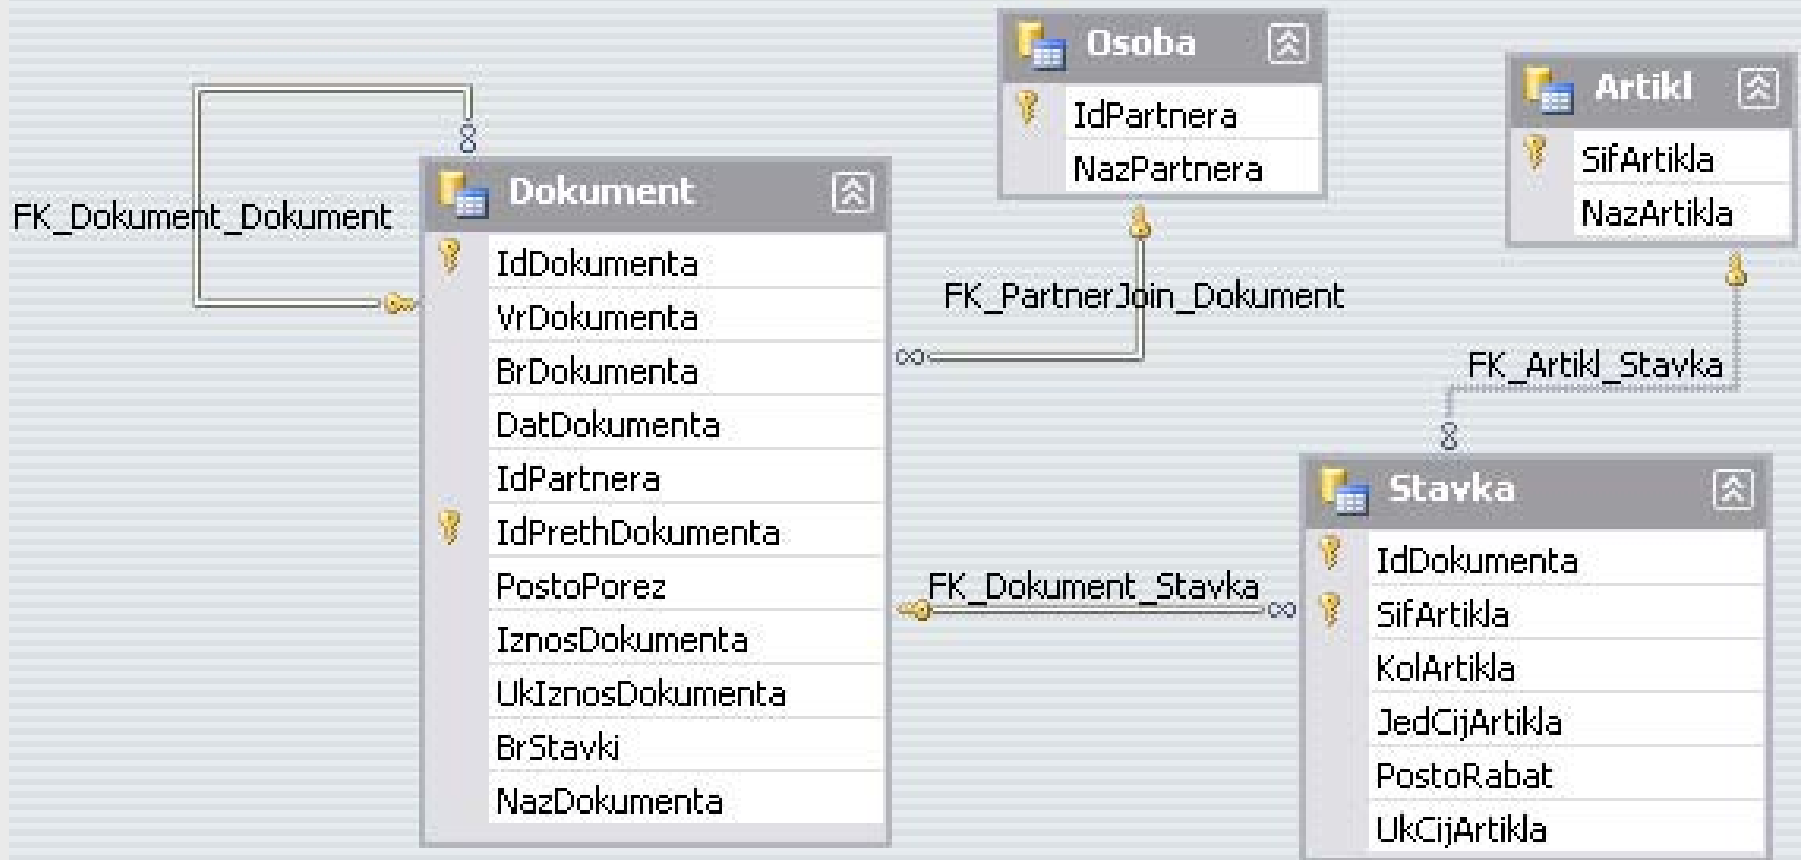 FK_Dokument_Dokument
Dokument
IdDokumenta
VrDokumenta
BrDokumenta
DatDokumenta
IdPartnera
IdPrethDokumenta
PostoPorez
IznosDokumenta
UkIznosDokumenta
BrStavki
NazDokumenta
Osoba
IdPartnera
NazPartnera
FK_PartnerJoin_Dokument
Artikl
SifArtikla
NazArtikla
FK_Artikl_Stavka
FK_Dokument_Stavka
Stavka
IdDokumenta
SifArtikla
KolArtikla
JedCijArtikla
PostoRabat
UkCijArtikla